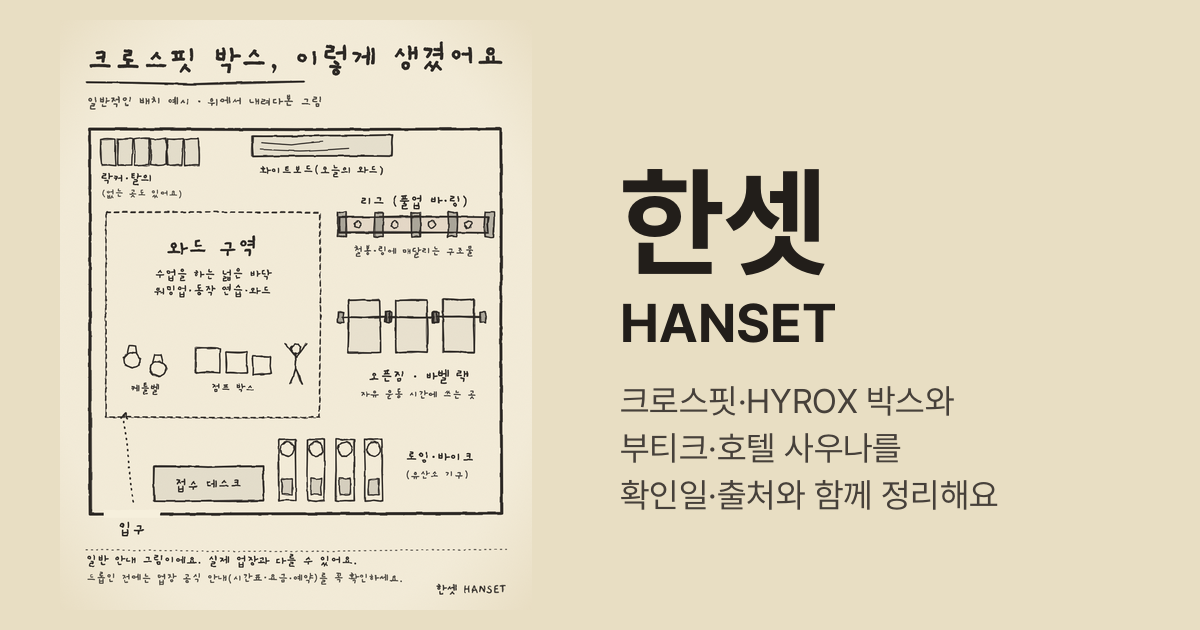 크로스핏 박스, 이렇게 생겼어요
일반적인 배치 예시 · 위에서 내려다본 그림
락커·탈의
(없는 곳도 있어요)
화이트보드(오늘의 와드)
리그 (풀업 바·링)
철봉·링에 매달리는 구조물
와드 구역
수업을 하는 넓은 바닥
워밍업·동작 연습·와드
케틀벨
점프 박스
오픈짐 · 바벨 랙
자유 운동 시간에 쓰는 곳
접수 데스크
로잉·바이크
(유산소 기구)
입구
일반 안내 그림이에요. 실제 업장과 다를 수 있어요.
드롭인 전에는 업장 공식 안내(시간표·요금·예약)를 꼭 확인하세요.
한셋 HANSET
한셋
HANSET
크로스핏·HYROX 박스와
부티크·호텔 사우나를
확인일·출처와 함께 정리해요